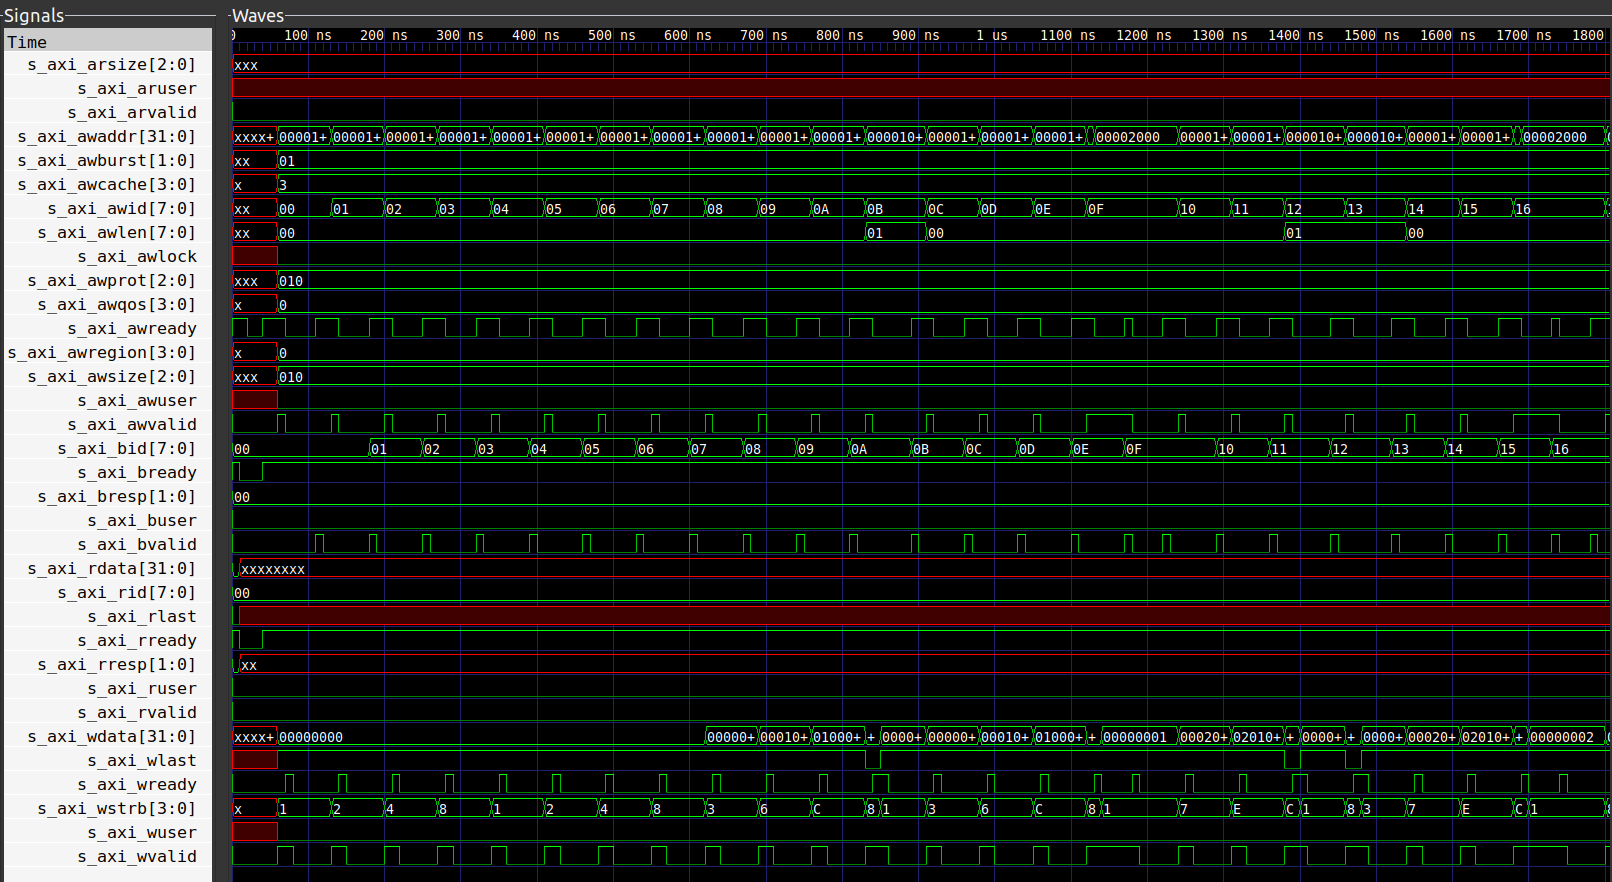 Signals Waves
Time 0 100 ns 200 ns 300 ns 400 ns 500 ns 600 ns 700 ns 800 ns 900 ns 1 us 1100 ns 1200 ns 1300 ns 1400 ns 1500 ns 1600 ns 1700 ns 1800
s_axi_arsize[2:0] xxx
s_axi_aruser
s_axi_arvalid
s_axi_awaddr[31:0] xxxx+ 00001+ 00001+ 00001+ 00001+ 00001+ 00001+ 00001+ 00001+ 00001+ 00001+ 00001+ 000010+ 00001+ 00001+ 00001+ 00002000 00001+ 00001+ 000010+ 000010+ 00001+ 00001+ 00002000
s_axi_awburst[1:0] xx 01
s_axi_awcache[3:0] x 3
s_axi_awid[7:0] xx 00 01 02 03 04 05 06 07 08 09 0A 0B 0C 0D 0E 0F 10 11 12 13 14 15 16
s_axi_awlen[7:0] xx 00 01 00 01 00
s_axi_awlock
s_axi_awprot[2:0] xxx 010
s_axi_awqos[3:0] x 0
s_axi_awready
s_axi_awregion[3:0] x 0
s_axi_awsize[2:0] xxx 010
s_axi_awuser
s_axi_awvalid
s_axi_bid[7:0] 00 01 02 03 04 05 06 07 08 09 0A 0B 0C 0D 0E 0F 10 11 12 13 14 15 16
s_axi_bready
s_axi_bresp[1:0] 00
s_axi_buser
s_axi_bvalid
s_axi_rdata[31:0] xxxxxxxx
s_axi_rid[7:0] 00
s_axi_rlast
s_axi_rready
s_axi_rresp[1:0] xx
s_axi_ruser
s_axi_rvalid
s_axi_wdata[31:0] xxxx+ 00000000 00000+ 00010+ 01000+ + 0000+ 00000+ 00010+ 01000+ + 00000001 00020+ 02010+ + 0000+ + 0000+ 00020+ 02010+ + 00000002
s_axi_wlast
s_axi_wready
s_axi_wstrb[3:0] x 1 2 4 8 1 2 4 8 3 6 C 8 1 3 6 C 8 1 7 E C 1 8 3 7 E C 1
s_axi_wuser
s_axi_wvalid